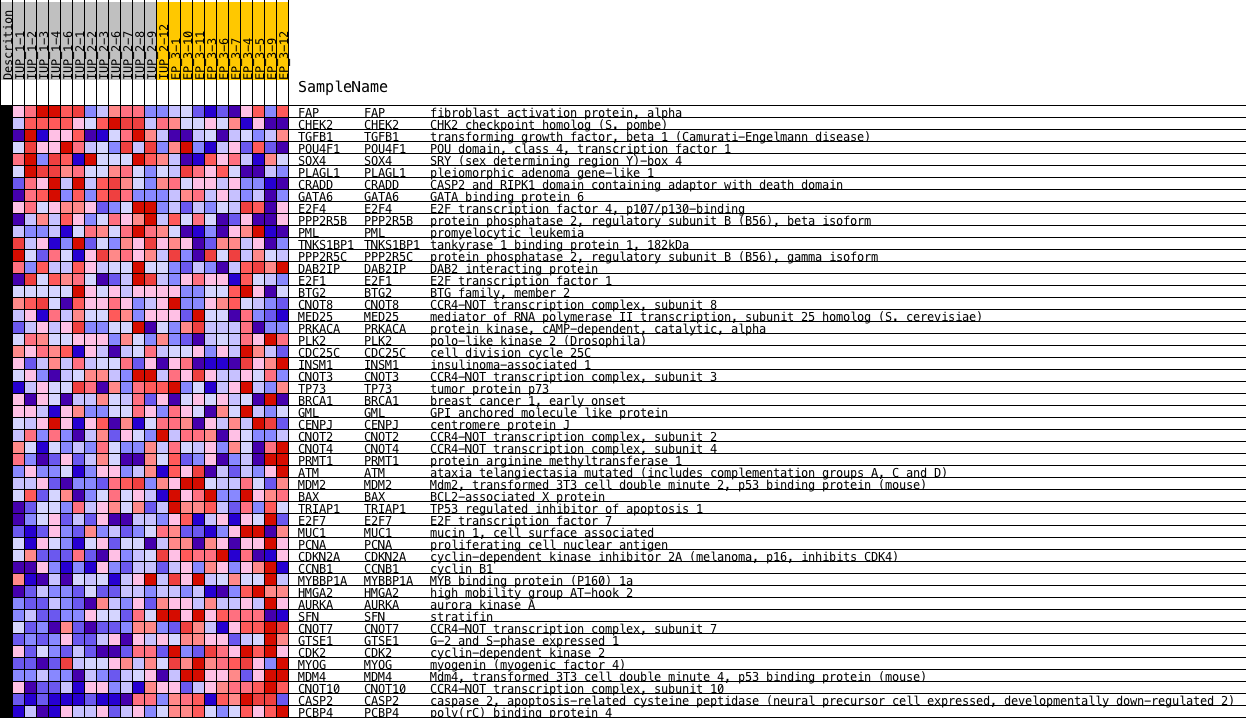 Descrition
IUP_1-1
IUP_1-2
IUP_1-3
IUP_1-4
IUP_1-6
IUP_2-1
IUP_2-2
IUP_2-3
IUP_2-6
IUP_2-7
IUP_2-8
IUP_2-9
IUP_2-12
EP_3-1
EP_3-10
EP_3-11
EP_3-3
EP_3-6
EP_3-7
EP_3-4
EP_3-5
EP_3-9
EP_3-12
SampleName
FAP FAP fibroblast activation protein, alpha
CHEK2 CHEK2 CHK2 checkpoint homolog (S. pombe)
TGFB1 TGFB1 transforming growth factor, beta 1 (Camurati-Engelmann disease)
POU4F1 POU4F1 POU domain, class 4, transcription factor 1
SOX4 SOX4 SRY (sex determining region Y)-box 4
PLAGL1 PLAGL1 pleiomorphic adenoma gene-like 1
CRADD CRADD CASP2 and RIPK1 domain containing adaptor with death domain
GATA6 GATA6 GATA binding protein 6
E2F4 E2F4 E2F transcription factor 4, p107/p130-binding
PPP2R5B PPP2R5B protein phosphatase 2, regulatory subunit B (B56), beta isoform
PML PML promyelocytic leukemia
TNKS1BP1 TNKS1BP1 tankyrase 1 binding protein 1, 182kDa
PPP2R5C PPP2R5C protein phosphatase 2, regulatory subunit B (B56), gamma isoform
DAB2IP DAB2IP DAB2 interacting protein
E2F1 E2F1 E2F transcription factor 1
BTG2 BTG2 BTG family, member 2
CNOT8 CNOT8 CCR4-NOT transcription complex, subunit 8
MED25 MED25 mediator of RNA polymerase II transcription, subunit 25 homolog (S. cerevisiae)
PRKACA PRKACA protein kinase, cAMP-dependent, catalytic, alpha
PLK2 PLK2 polo-like kinase 2 (Drosophila)
CDC25C CDC25C cell division cycle 25C
INSM1 INSM1 insulinoma-associated 1
CNOT3 CNOT3 CCR4-NOT transcription complex, subunit 3
TP73 TP73 tumor protein p73
BRCA1 BRCA1 breast cancer 1, early onset
GML GML GPI anchored molecule like protein
CENPJ CENPJ centromere protein J
CNOT2 CNOT2 CCR4-NOT transcription complex, subunit 2
CNOT4 CNOT4 CCR4-NOT transcription complex, subunit 4
PRMT1 PRMT1 protein arginine methyltransferase 1
ATM ATM ataxia telangiectasia mutated (includes complementation groups A, C and D)
MDM2 MDM2 Mdm2, transformed 3T3 cell double minute 2, p53 binding protein (mouse)
BAX BAX BCL2-associated X protein
TRIAP1 TRIAP1 TP53 regulated inhibitor of apoptosis 1
E2F7 E2F7 E2F transcription factor 7
MUC1 MUC1 mucin 1, cell surface associated
PCNA PCNA proliferating cell nuclear antigen
CDKN2A CDKN2A cyclin-dependent kinase inhibitor 2A (melanoma, p16, inhibits CDK4)
CCNB1 CCNB1 cyclin B1
MYBBP1A MYBBP1A MYB binding protein (P160) 1a
HMGA2 HMGA2 high mobility group AT-hook 2
AURKA AURKA aurora kinase A
SFN SFN stratifin
CNOT7 CNOT7 CCR4-NOT transcription complex, subunit 7
GTSE1 GTSE1 G-2 and S-phase expressed 1
CDK2 CDK2 cyclin-dependent kinase 2
MYOG MYOG myogenin (myogenic factor 4)
MDM4 MDM4 Mdm4, transformed 3T3 cell double minute 4, p53 binding protein (mouse)
CNOT10 CNOT10 CCR4-NOT transcription complex, subunit 10
CASP2 CASP2 caspase 2, apoptosis-related cysteine peptidase (neural precursor cell expressed, developmentally down-regulated 2)
PCBP4 PCBP4 poly(rC) binding protein 4